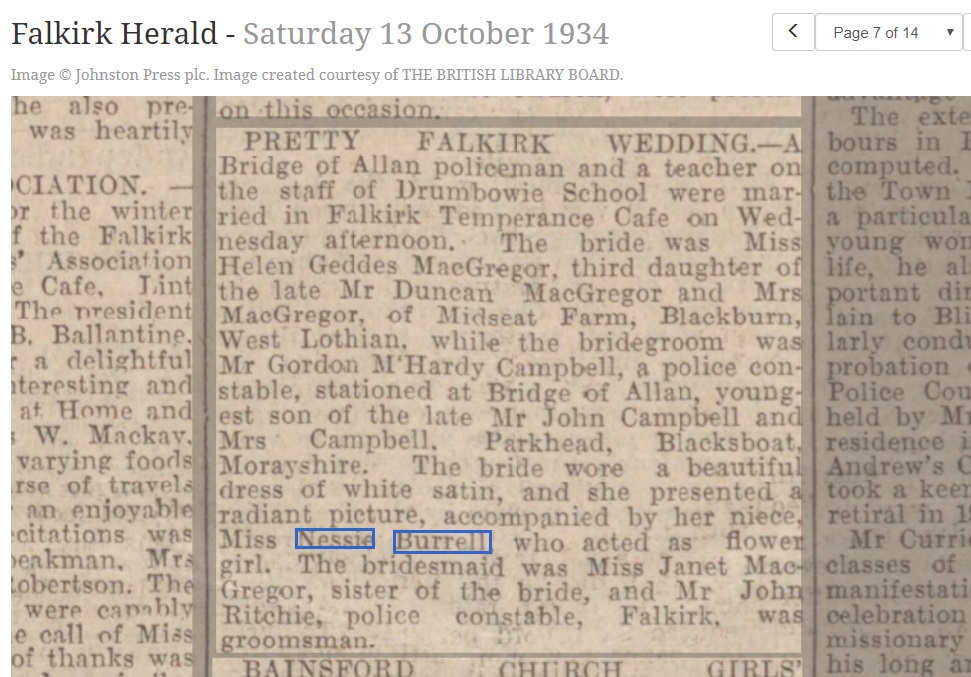 Falkirk Herald - Saturday 13 October 1934
Page 7 of 14
Image © Johnston Press plc. Image created courtesy of THE BRITISH LIBRARY BOARD.
he also pre-
was heartily
CIATION. —
or the winter
f the Falkirk
s' Association
e Cafe, Lint
The president
B. Ballantine,
r a delightful
teresting and
at Home and
s W. Mackay,
varying foods
rse of travels
an enjoyable
citations was
eakman, Mrs
obertson. The
were capably
e call of Miss
of thanks was
on this occasion.
PRETTY FALKIRK WEDDING.—A
Bridge of Allan policeman and a teacher on
the staff of Drumbowie School were mar-
ried in Falkirk Temperance Cafe on Wed-
nesday afternoon. The bride was Miss
Helen Geddes MacGregor, third daughter of
the late Mr Duncan MacGregor and Mrs
MacGregor, of Midseat Farm, Blackburn,
West Lothian, while the bridegroom was
Mr Gordon M'Hardy Campbell, a police con-
stable, stationed at Bridge of Allan, young-
est son of the late Mr John Campbell and
Mrs Campbell, Parkhead, Blacksboat,
Morayshire. The bride wore a beautiful
dress of white satin, and she presented a
radiant picture, accompanied by her niece,
Miss Nessie Burrell, who acted as flower
girl. The bridesmaid was Miss Janet Mac-
Gregor, sister of the bride, and Mr John
Ritchie, police constable, Falkirk, was
groomsman.
BAINSFORD CHURCH GIRLS'
The exte
bours in
computed.
the Town
a particula
young wom
life, he al
portant dir
lain to Bli
larly condu
probation
Police Cou
held by Mr
residence i
Andrew's C
took a keen
retiral in 1
Mr Curri
classes of
manifestati
celebration
missionary
his long an